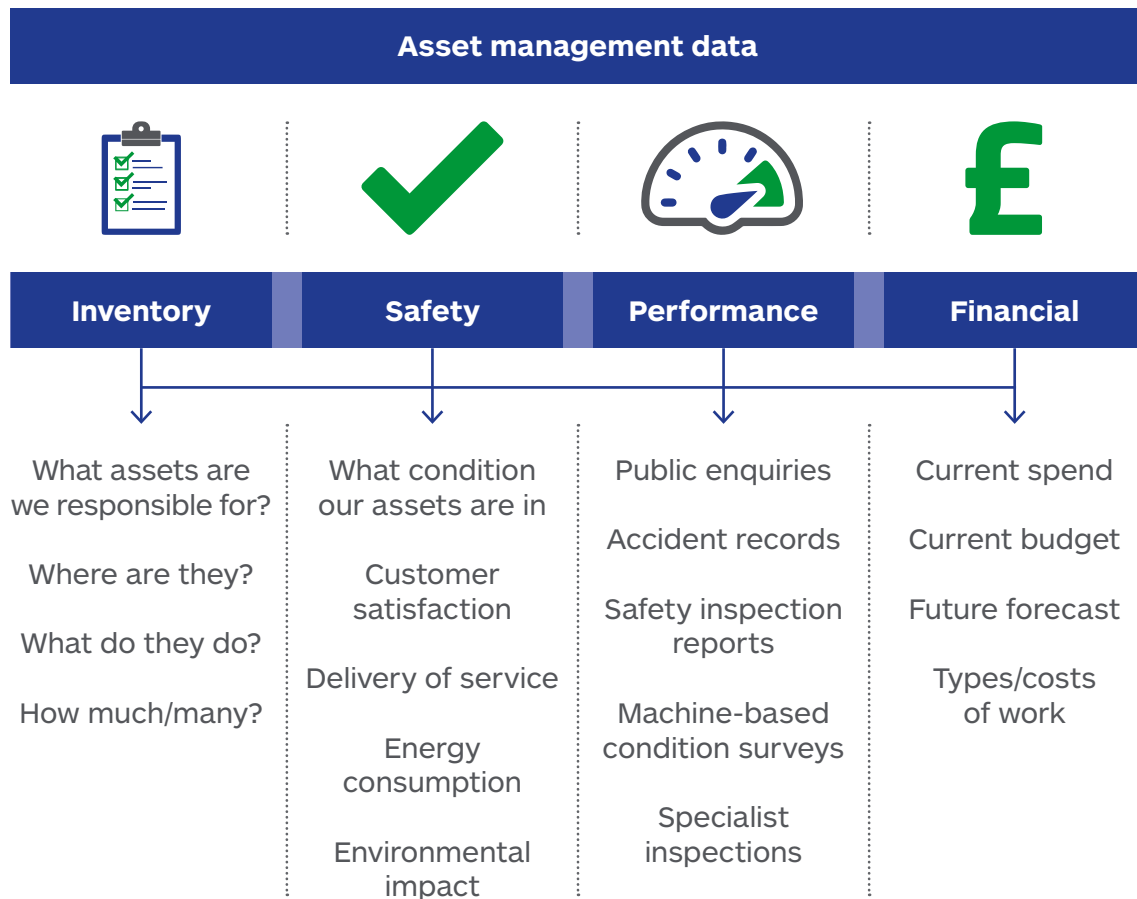 Asset management data
£
Inventory
Safety
Performance
Financial
What assets are
we responsible for?
Where are they?
What do they do?
How much/many?
What condition
our assets are in
Customer
satisfaction
Delivery of service
Energy
consumption
Environmental
impact
Public enquiries
Accident records
Safety inspection
reports
Machine-based
condition surveys
Specialist
inspections
Current spend
Current budget
Future forecast
Types/costs
of work